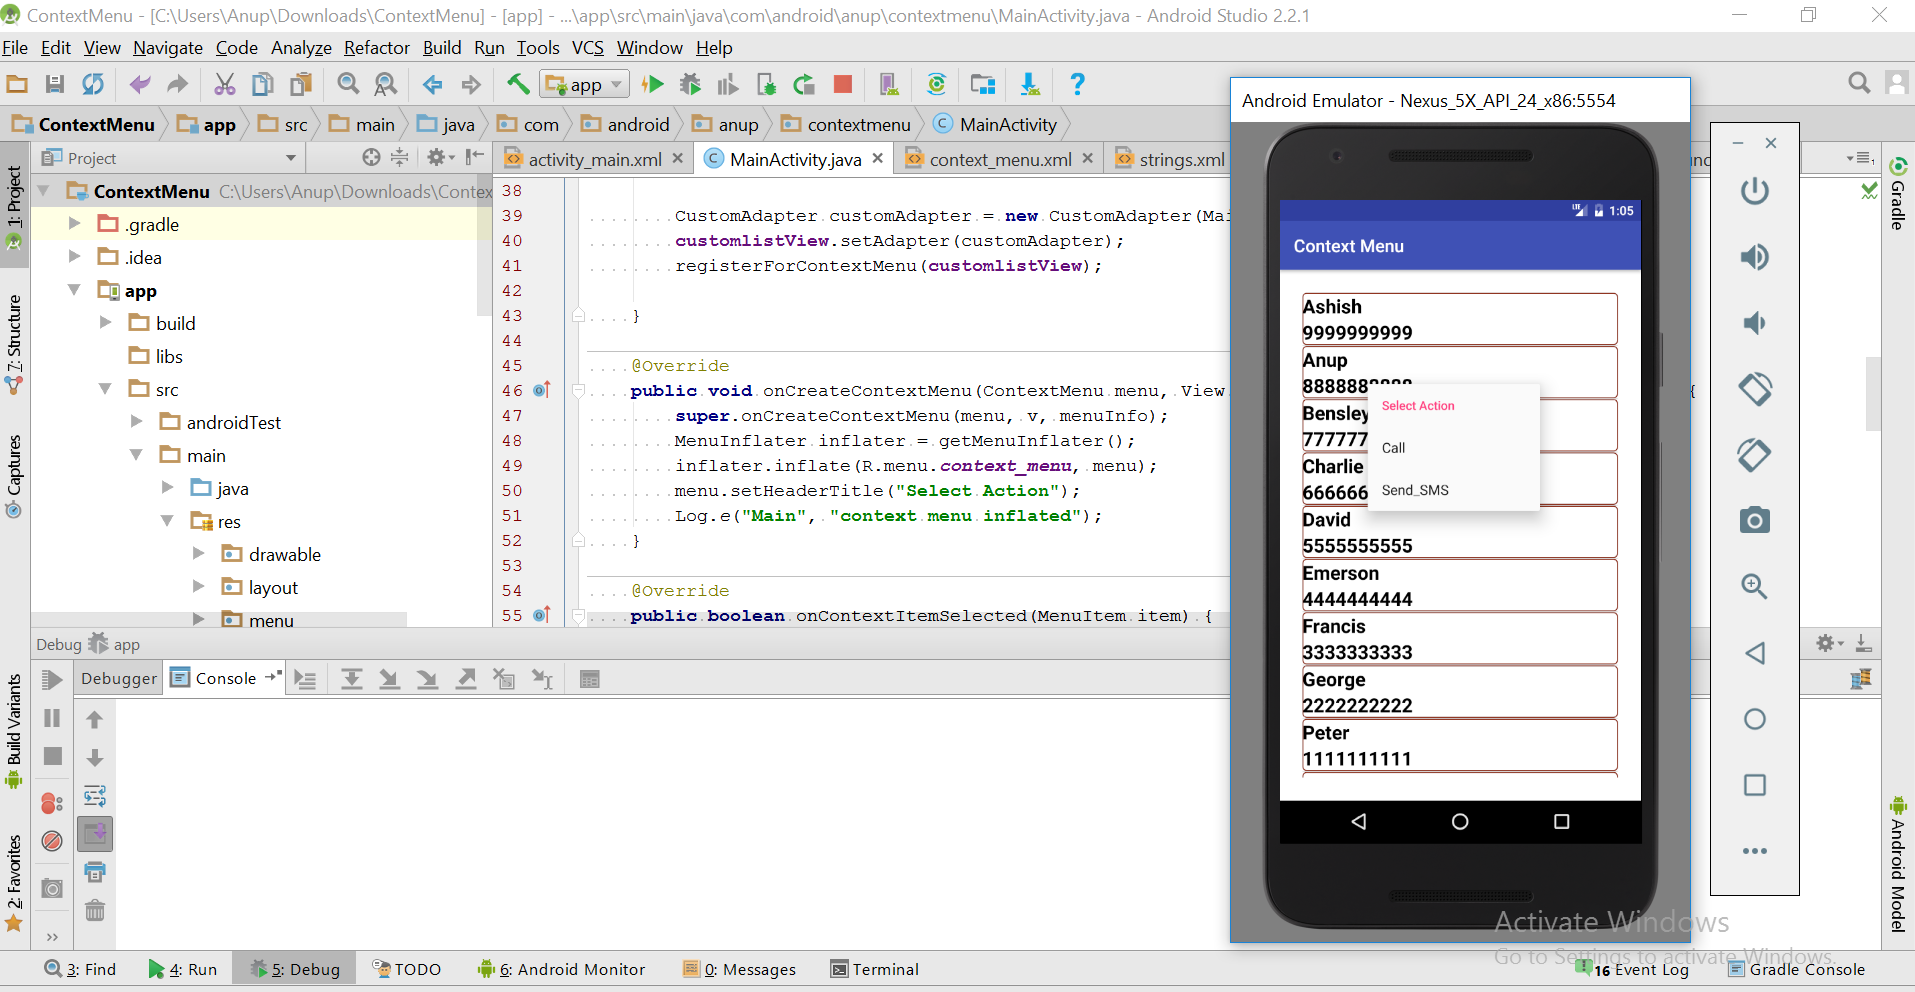 ContextMenu - [C:\Users\Anup\Downloads\ContextMenu] - [app] - ...\app\src\main\java\com\android\anup\contextmenu\MainActivity.java - Android Studio 2.2.1
File Edit View Navigate Code Analyze Refactor Build Run Tools VCS Window Help
app
ContextMenu app src main java com android anup contextmenu MainActivity
Project
activity_main.xml MainActivity.java context_menu.xml strings.xml
ContextMenu C:\Users\Anup\Downloads\Contex
.gradle
.idea
app
build
libs
src
androidTest
main
java
res
drawable
layout
menu
38
39 CustomAdapter customAdapter = new CustomAdapter(Mai
40 customlistView.setAdapter(customAdapter);
41 registerForContextMenu(customlistView);
42
43 }
44
45 @Override
46 public void onCreateContextMenu(ContextMenu menu, View {
47 super.onCreateContextMenu(menu, v, menuInfo);
48 MenuInflater inflater = getMenuInflater();
49 inflater.inflate(R.menu.context_menu, menu);
50 menu.setHeaderTitle("Select Action");
51 Log.e("Main", "context menu inflated");
52 }
53
54 @Override
55 public boolean onContextItemSelected(MenuItem item) {
Android Emulator - Nexus_5X_API_24_x86:5554
LTE 1:05
Context Menu
Ashish
9999999999
Anup
Bensley
777777
Charlie
666666
David
5555555555
Emerson
4444444444
Francis
3333333333
George
2222222222
Peter
1111111111
Select Action
Call
Send_SMS
1: Project
7: Structure
Captures
Build Variants
2: Favorites
Gradle
Android Model
Debug app
Debugger Console
Activate Windows
Go to Settings to activate Windows.
3: Find 4: Run 5: Debug TODO 6: Android Monitor 0: Messages Terminal 16 Event Log Gradle Console